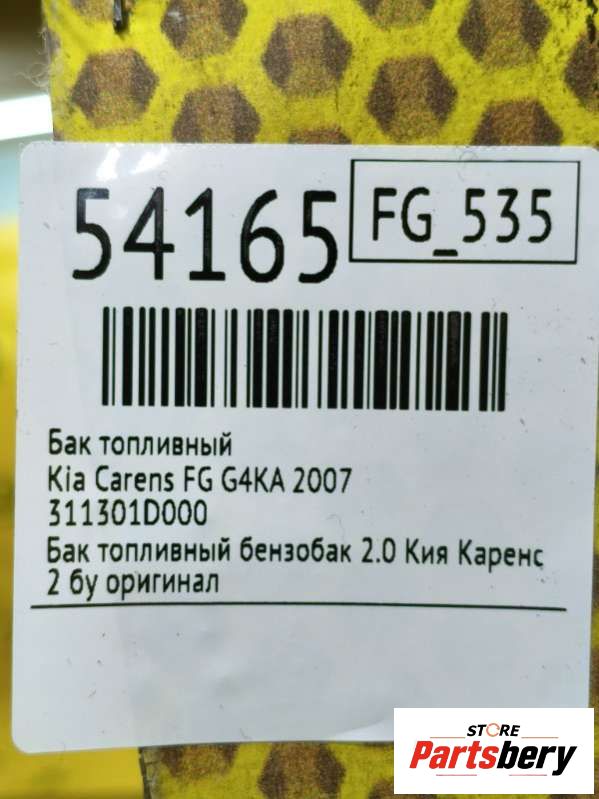 54165
FG_535
Бак топливный
Kia Carens FG G4KA 2007
311301D000
Бак топливный бензобак 2.0 Кия Каренс
2 бу оригинал
STORE
Partsbery